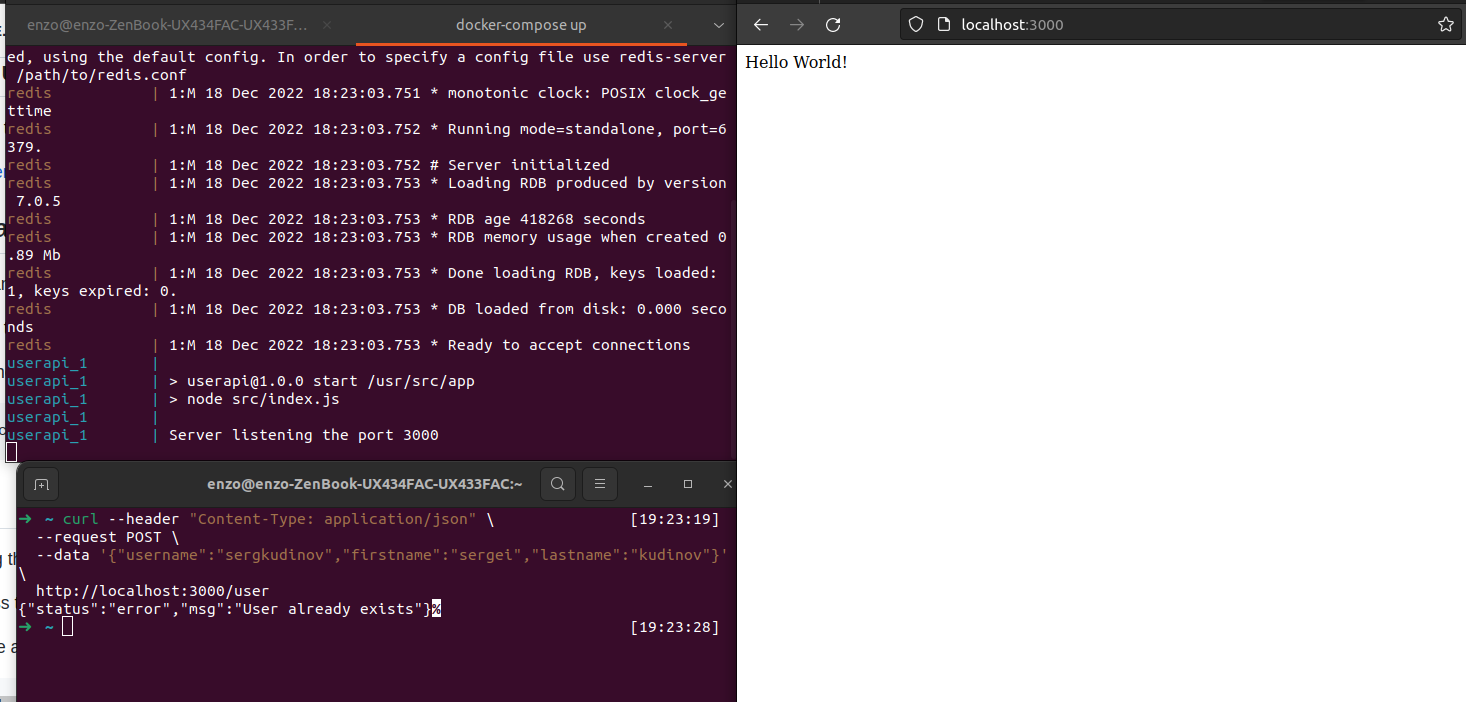 enzo@enzo-ZenBook-UX434FAC-UX433F...
docker-compose up
ed, using the default config. In order to specify a config file use redis-server
/path/to/redis.conf
redis | 1:M 18 Dec 2022 18:23:03.751 * monotonic clock: POSIX clock_ge
ttime
redis | 1:M 18 Dec 2022 18:23:03.752 * Running mode=standalone, port=6
379.
redis | 1:M 18 Dec 2022 18:23:03.752 # Server initialized
redis | 1:M 18 Dec 2022 18:23:03.753 * Loading RDB produced by version
7.0.5
redis | 1:M 18 Dec 2022 18:23:03.753 * RDB age 418268 seconds
redis | 1:M 18 Dec 2022 18:23:03.753 * RDB memory usage when created 0
.89 Mb
redis | 1:M 18 Dec 2022 18:23:03.753 * Done loading RDB, keys loaded:
1, keys expired: 0.
redis | 1:M 18 Dec 2022 18:23:03.753 * DB loaded from disk: 0.000 seco
nds
redis | 1:M 18 Dec 2022 18:23:03.753 * Ready to accept connections
userapi_1 |
userapi_1 | > userapi@1.0.0 start /usr/src/app
userapi_1 | > node src/index.js
userapi_1 |
userapi_1 | Server listening the port 3000
enzo@enzo-ZenBook-UX434FAC-UX433FAC:~
➜ ~ curl --header "Content-Type: application/json" \ [19:23:19]
--request POST \
--data '{"username":"sergkudinov","firstname":"sergei","lastname":"kudinov"}'
\
http://localhost:3000/user
{"status":"error","msg":"User already exists"}%
➜ ~ [19:23:28]
localhost:3000
Hello World!